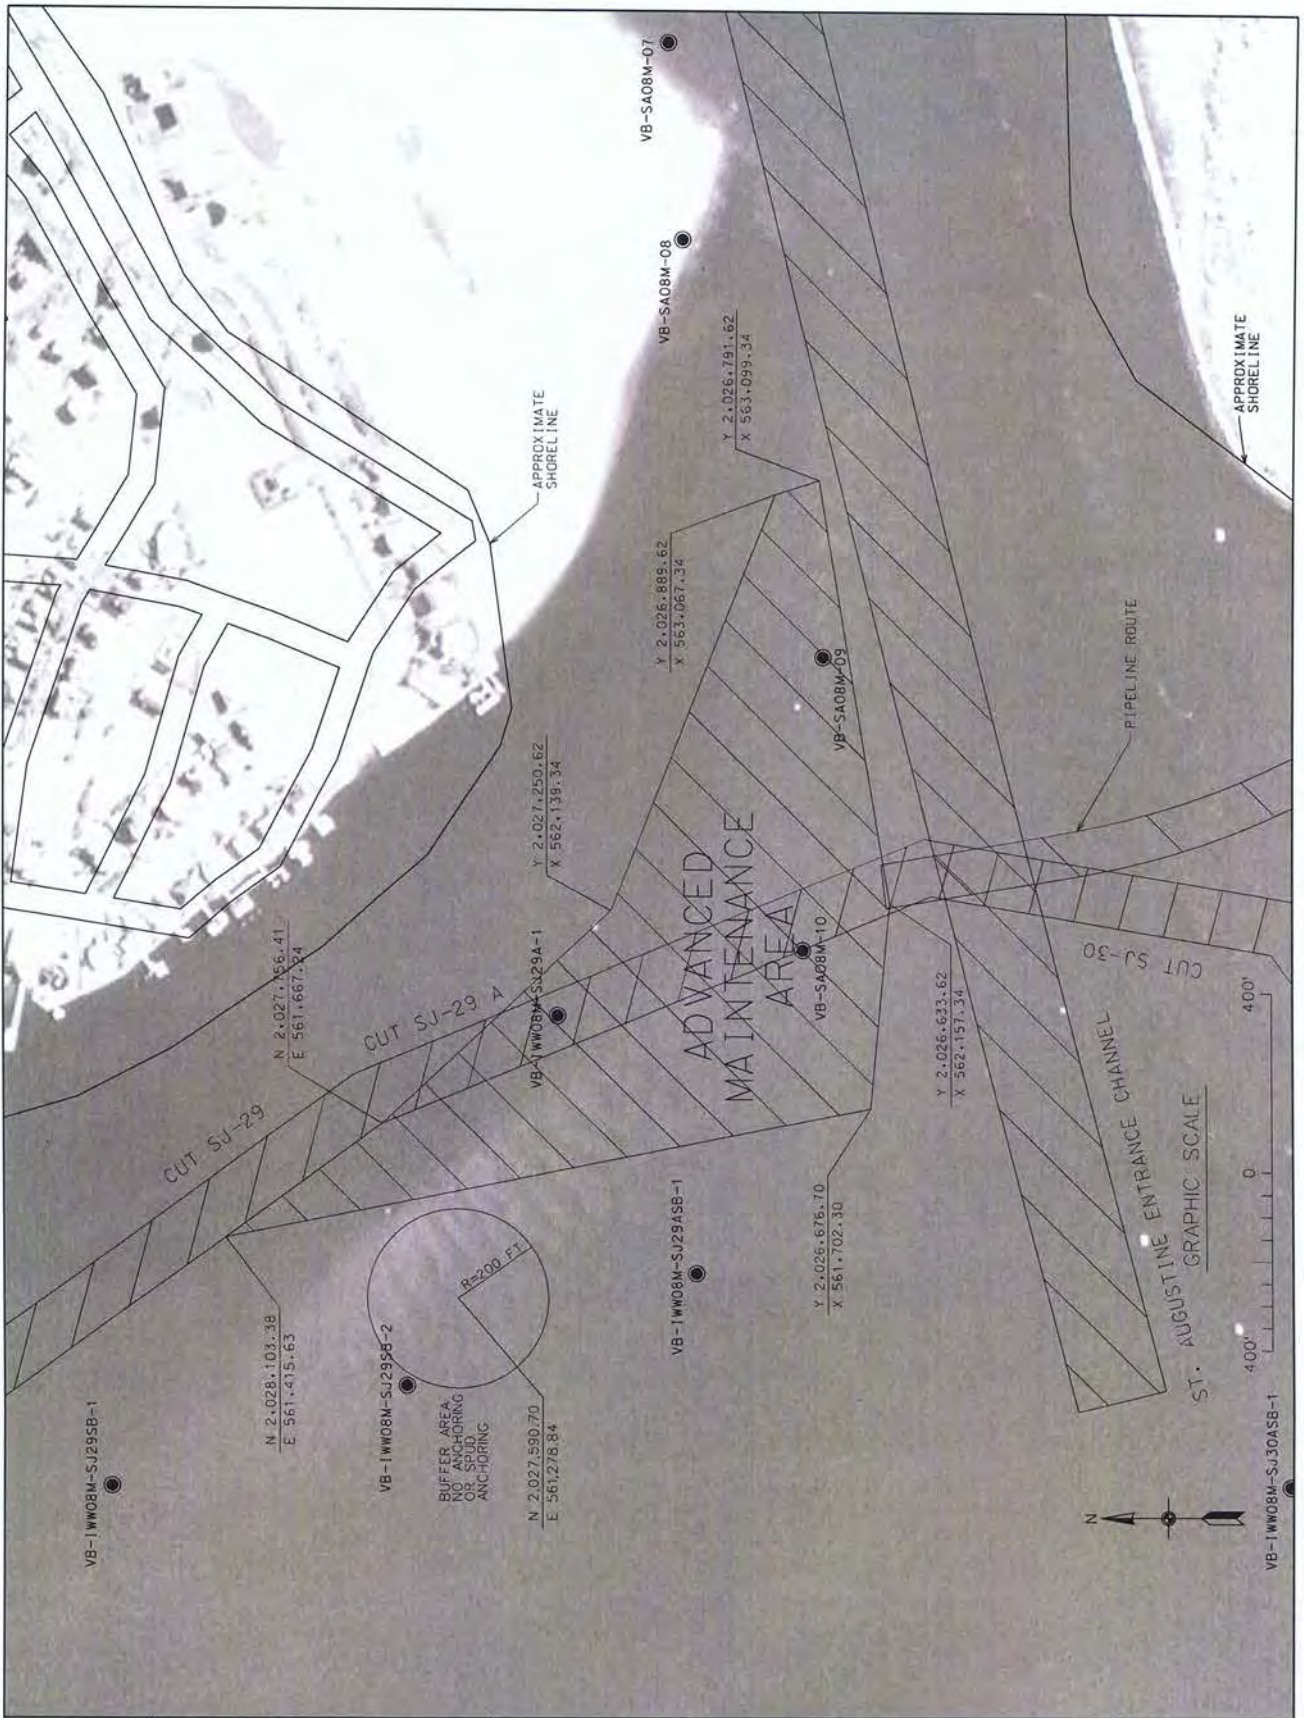 VB-SA08M-07
VB-SA08M-08
Y 2,026,791.62
X 563,099.34
APPROXIMATE
SHORELINE
APPROXIMATE
SHORELINE
Y 2,026,889.62
X 563,067.34
VB-SA08M-09
PIPELINE ROUTE
Y 2,027,250.62
X 562,139.34
ADVANCED
MAINTENANCE
AREA
VB-SA08M-10
N 2,027,756.41
E 561,667.24
CUT SJ-29 A
VB-IWW08M-SJ29A-1
CUT SJ-29
Y 2,026,633.62
X 562,157.34
CUT SJ-30
N 2,028,103.38
E 561,415.63
VB-IWW08M-SJ29SB-1
VB-IWW08M-SJ29SB-2
R=200 FT.
BUFFER AREA
NO ANCHORING
OR SPUD
ANCHORING
N 2,027,590.70
E 561,278.84
VB-IWW08M-SJ29ASB-1
Y 2,026,676.70
X 561,702.30
ST. AUGUSTINE ENTRANCE CHANNEL
GRAPHIC SCALE
400' 0 400'
N
VB-IWW08M-SJ30ASB-1